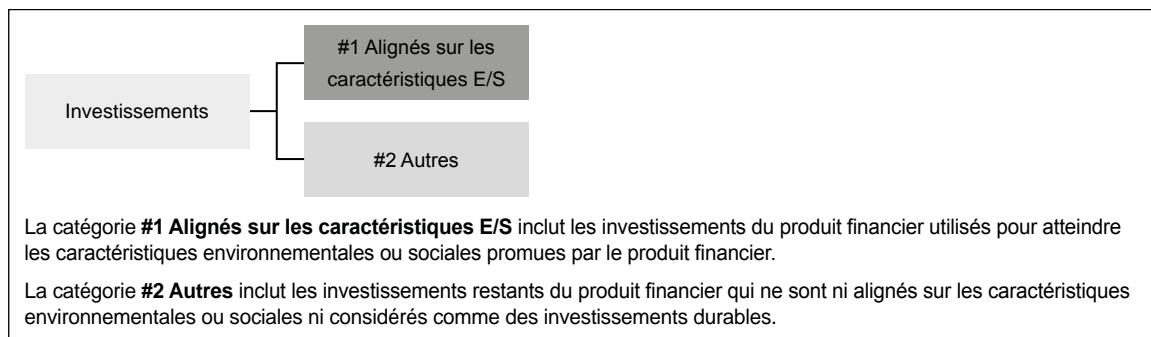 #1 Alignés sur les
caractéristiques E/S
Investissements
#2 Autres
La catégorie #1 Alignés sur les caractéristiques E/S inclut les investissements du produit financier utilisés pour atteindre
les caractéristiques environnementales ou sociales promues par le produit financier.
La catégorie #2 Autres inclut les investissements restants du produit financier qui ne sont ni alignés sur les caractéristiques
environnementales ou sociales ni considérés comme des investissements durables.